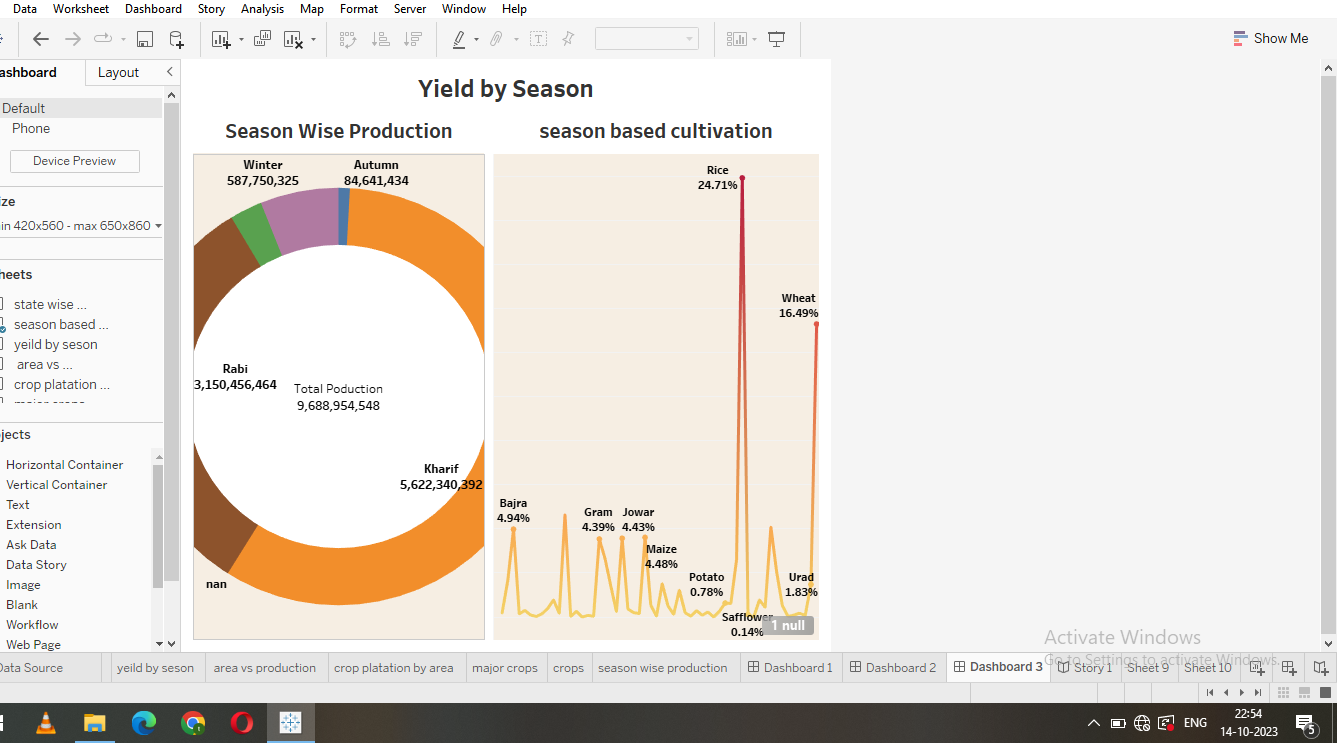 Data Worksheet Dashboard Story Analysis Map Format Server Window Help
Show Me
ashboard Layout
Default
Phone
Device Preview
ize
in 420x560 - max 650x860
heets
state wise ...
season based ...
yeild by seson
area vs ...
crop platation ...
jects
Horizontal Container
Vertical Container
Text
Extension
Ask Data
Data Story
Image
Blank
Workflow
Web Page
Yield by Season
Season Wise Production
Winter
587,750,325
Autumn
84,641,434
Rabi
3,150,456,464
Total Poduction
9,688,954,548
Kharif
5,622,340,392
nan
season based cultivation
Rice
24.71%
Wheat
16.49%
Bajra
4.94%
Gram
4.39%
Jowar
4.43%
Maize
4.48%
Potato
0.78%
Urad
1.83%
Safflower
0.14%
1 null
Activate Windows
Go to Settings to activate Windows.
Data Source yeild by seson area vs production crop platation by area major crops crops season wise production Dashboard 1 Dashboard 2 Dashboard 3 Story 1 Sheet 9 Sheet 10
ENG
22:54
14-10-2023
5